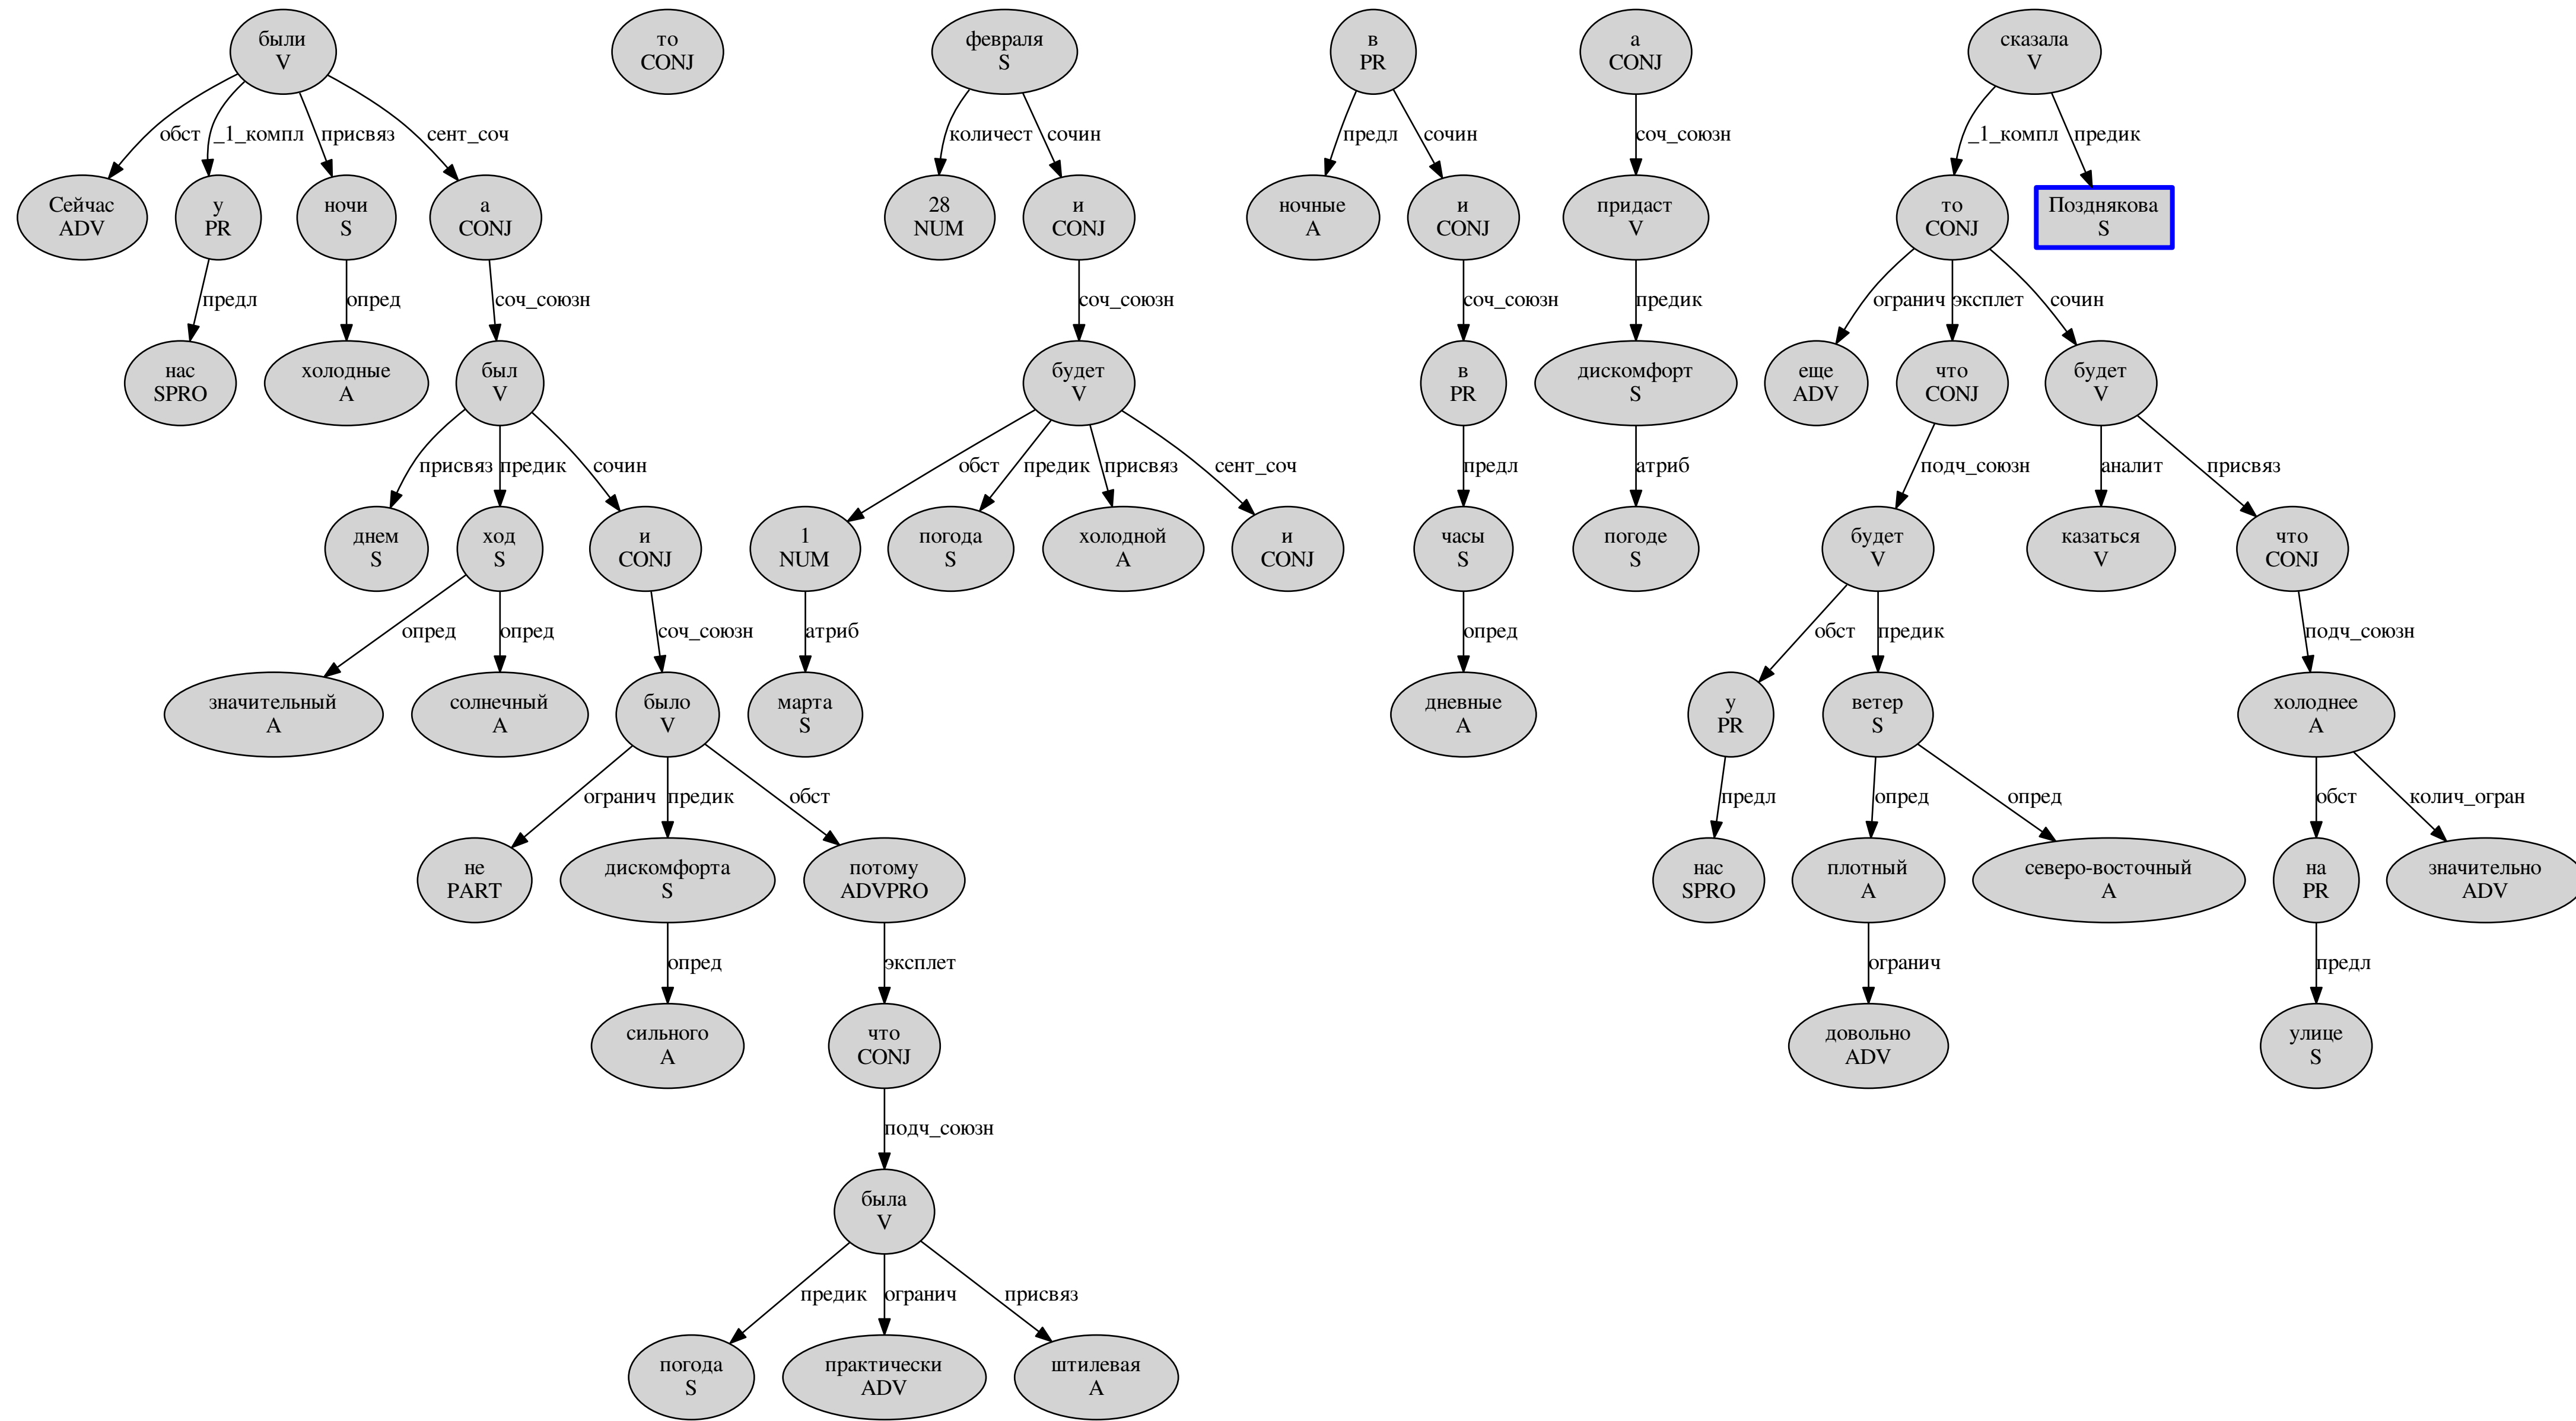 были
V
то
CONJ
февраля
S
в
PR
а
CONJ
сказала
V
обст
_1_компл
присвяз
сент_соч
количест
сочин
предл
сочин
соч_союзн
_1_компл
предик
Сейчас
ADV
у
PR
ночи
S
а
CONJ
28
NUM
и
CONJ
ночные
A
и
CONJ
придаст
V
то
CONJ
Позднякова
S
предл
опред
соч_союзн
соч_союзн
соч_союзн
предик
огранич
эксплет
сочин
нас
SPRO
холодные
A
был
V
будет
V
в
PR
дискомфорт
S
еще
ADV
что
CONJ
будет
V
присвяз
предик
сочин
обст
предик
присвяз
сент_соч
предл
атриб
подч_союзн
аналит
присвяз
днем
S
ход
S
и
CONJ
1
NUM
погода
S
холодной
A
и
CONJ
часы
S
погоде
S
будет
V
казаться
V
что
CONJ
опред
опред
соч_союзн
атриб
опред
обст
предик
подч_союзн
значительный
A
солнечный
A
было
V
марта
S
дневные
A
у
PR
ветер
S
холоднее
A
огранич
предик
обст
предл
опред
опред
обст
колич_огран
не
PART
дискомфорта
S
потому
ADVPRO
нас
SPRO
плотный
A
северо-восточный
A
на
PR
значительно
ADV
опред
эксплет
огранич
предл
сильного
A
что
CONJ
довольно
ADV
улице
S
подч_союзн
была
V
предик
огранич
присвяз
погода
S
практически
ADV
штилевая
A